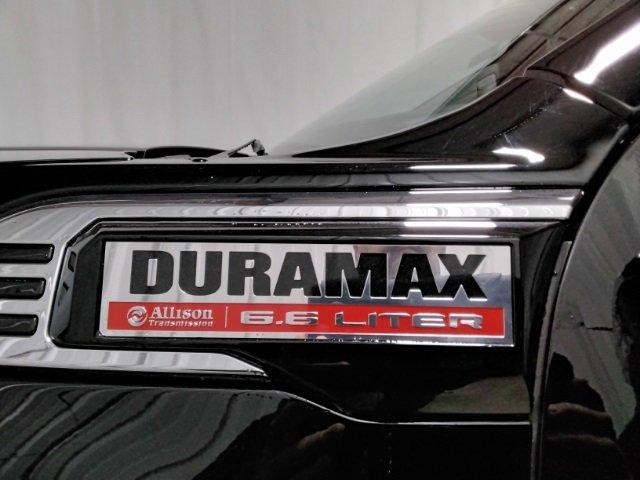 DURAMAX
Allison
Transmission
6.6 LITER